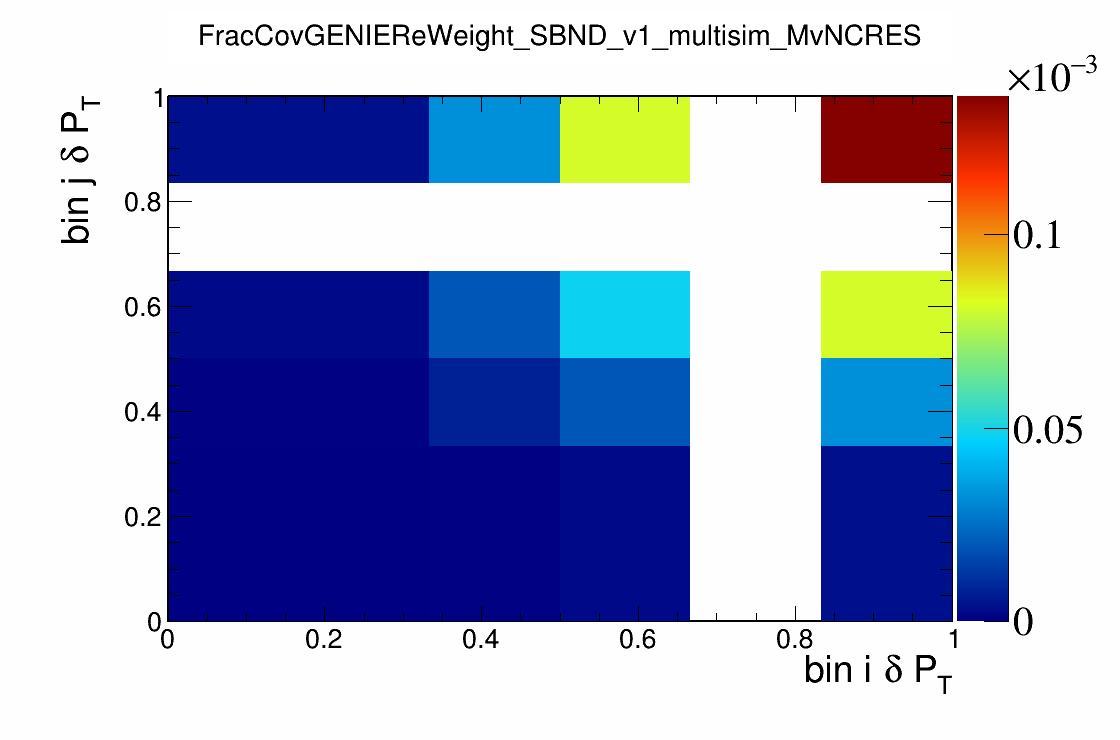 FracCovGENIEReWeight_SBND_v1_multisim_MvNCRES
×10⁻³
bin j δ P_T
1
0.8
0.6
0.4
0.2
0
0 0.2 0.4 0.6 0.8 1
bin i δ P_T
0.1
0.05
0